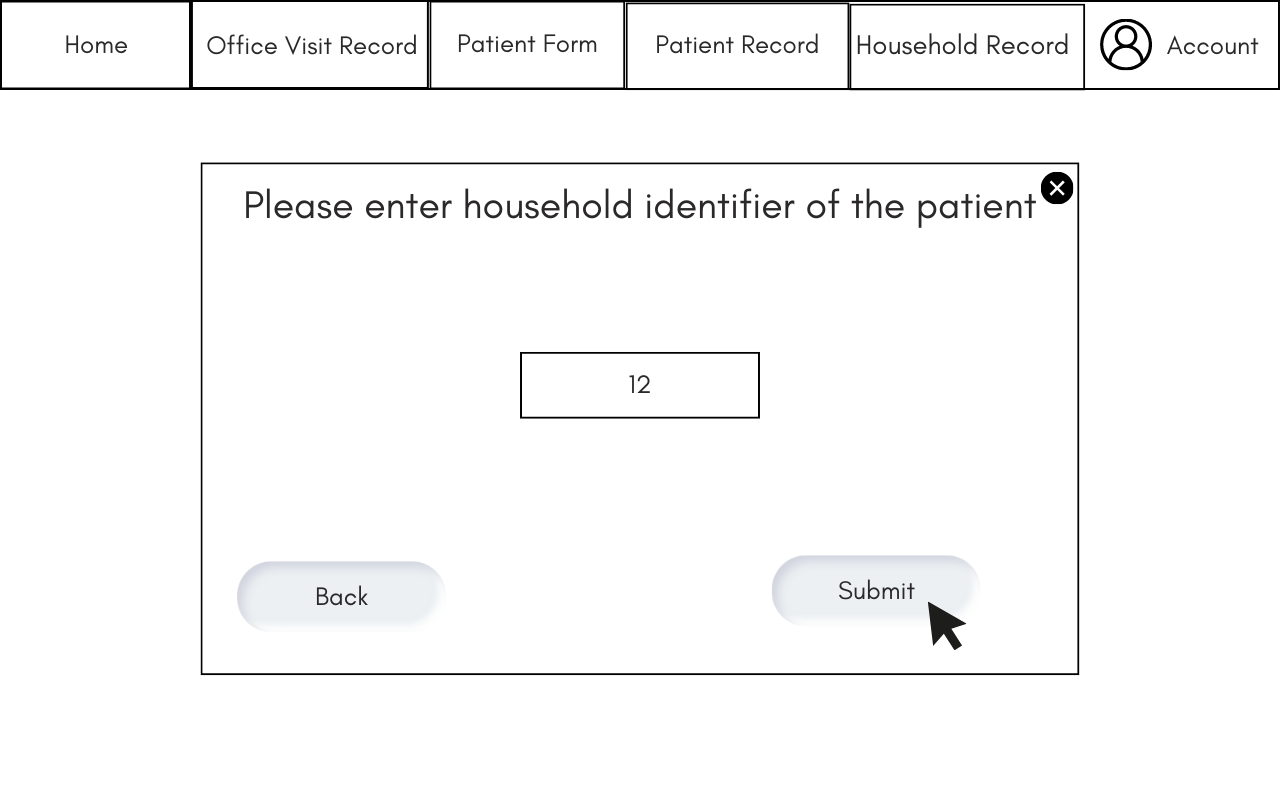 Home
Office Visit Record
Patient Form
Patient Record
Household Record
Account
Please enter household identifier of the patient
12
Back
Submit